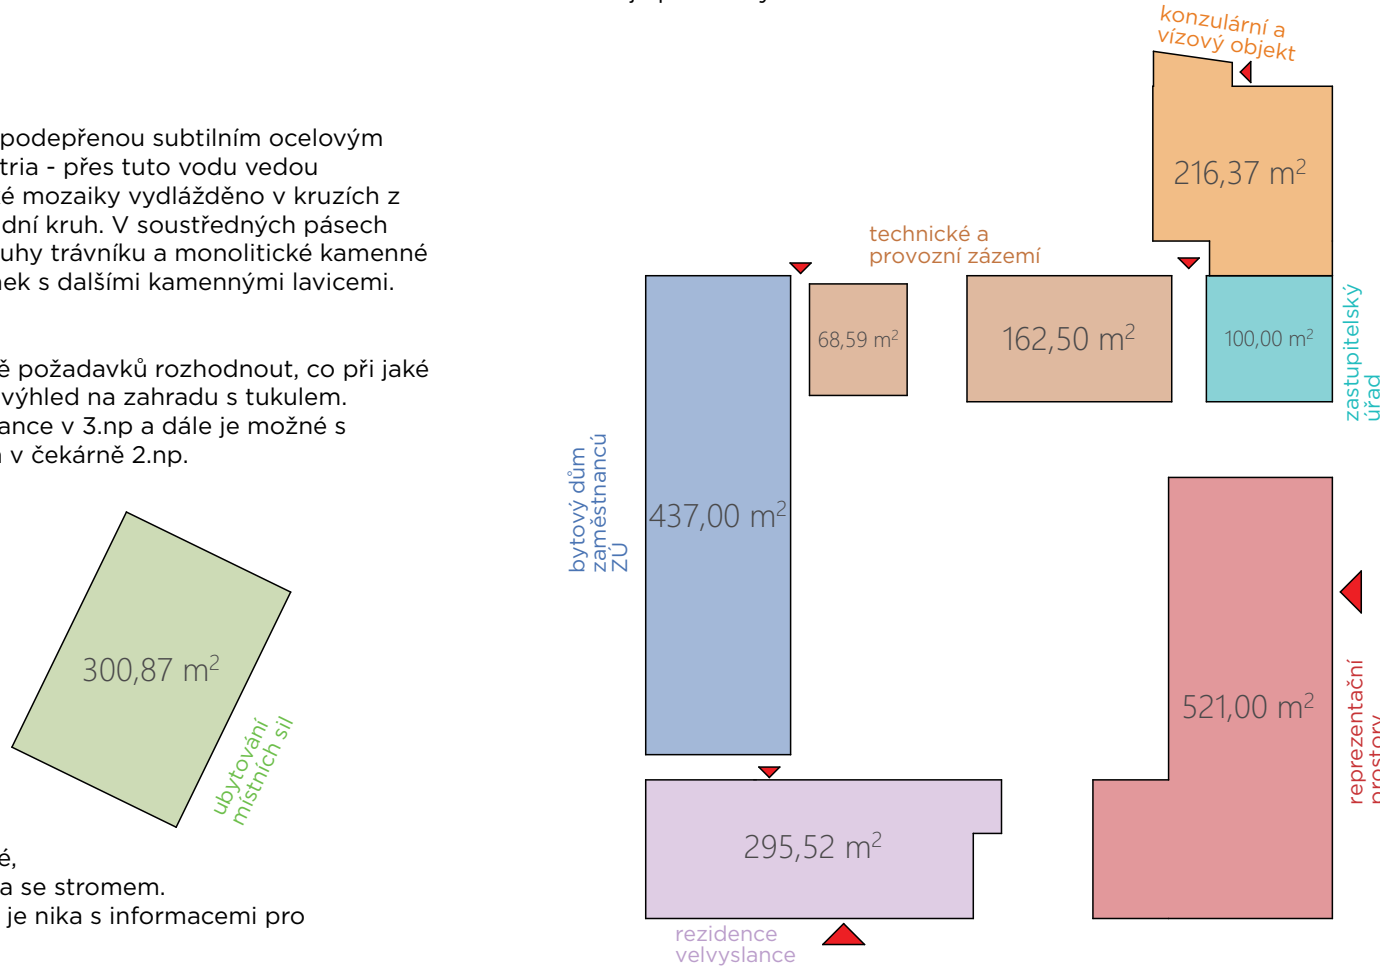 konzulární a
vízový objekt
podepřenou subtilním ocelovým
tria - přes tuto vodu vedou
é mozaiky vydlážděno v kruzích z
dní kruh. V soustředných pásech
uhy trávníku a monolitické kamenné
nek s dalšími kamennými lavicemi.
216,37 m²
technické a
provozní zázemí
68,59 m²
162,50 m²
100,00 m²
zastupitelský
úřad
ě požadavků rozhodnout, co při jaké
výhled na zahradu s tukulem.
ance v 3.np a dále je možné s
v čekárně 2.np.
bytový dům
zaměstnanců
ZÚ
437,00 m²
300,87 m²
ubytování
místních sil
521,00 m²
reprezentační
prostory
é,
a se stromem.
je nika s informacemi pro
295,52 m²
rezidence
velvyslance